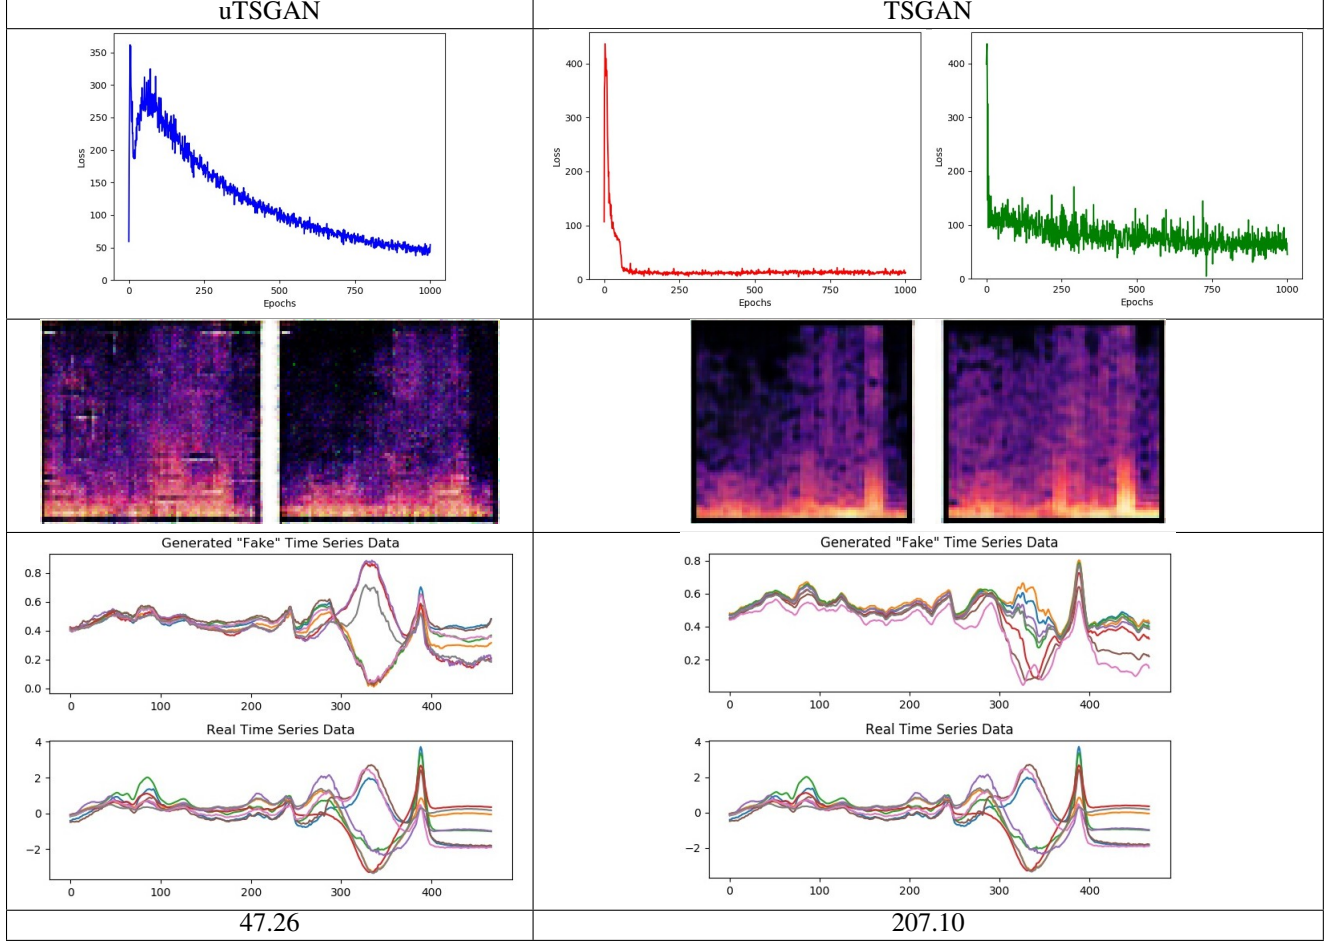 uTSGAN TSGAN
350
300
250
200
150
100
50
0
Loss
0 250 500 750 1000
Epochs
400
300
200
100
0
Loss
0 250 500 750 1000
Epochs
400
300
200
100
0
Loss
0 250 500 750 1000
Epochs
Generated "Fake" Time Series Data
0.8
0.6
0.4
0.2
0.0
0 100 200 300 400
Real Time Series Data
4
2
0
−2
0 100 200 300 400
Generated "Fake" Time Series Data
0.8
0.6
0.4
0.2
0 100 200 300 400
Real Time Series Data
4
2
0
−2
0 100 200 300 400
47.26 207.10